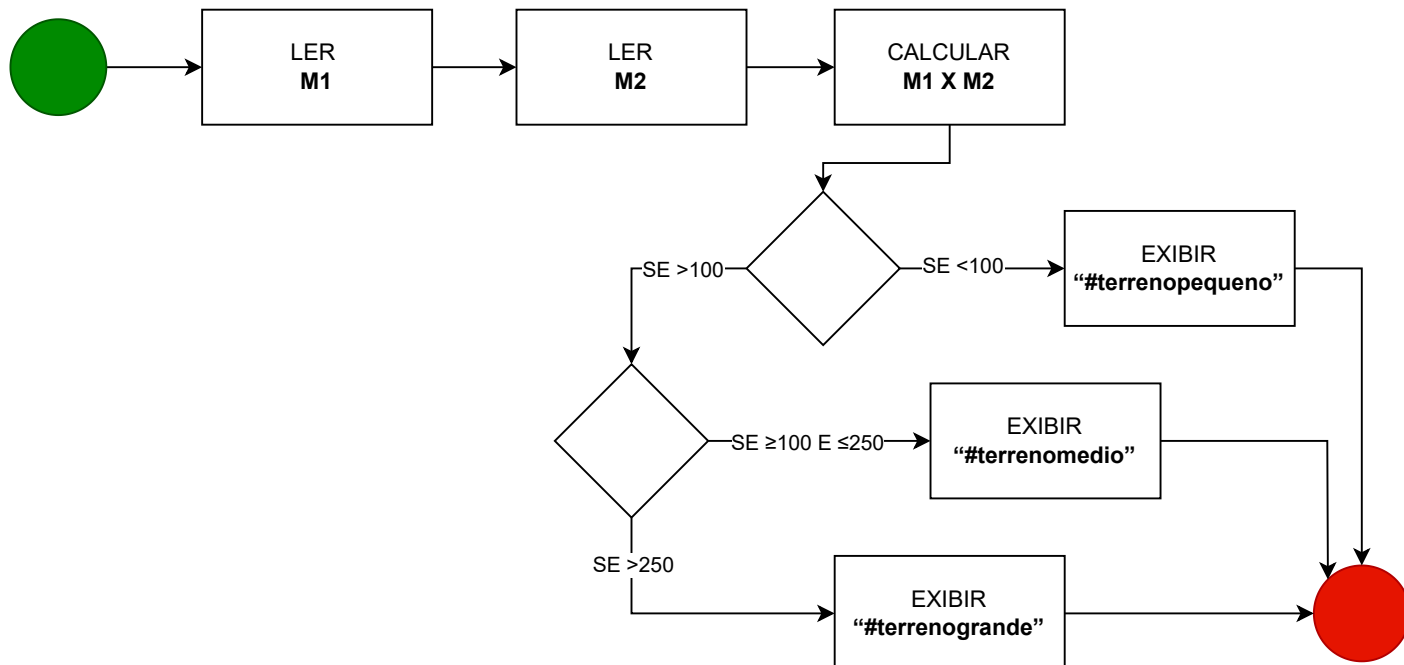 LER
M1
LER
M2
CALCULAR
M1 X M2
SE >100
SE <100
EXIBIR
“#terrenopequeno”
SE ≥100 E ≤250
EXIBIR
“#terrenomedio”
SE >250
EXIBIR
“#terrenogrande”